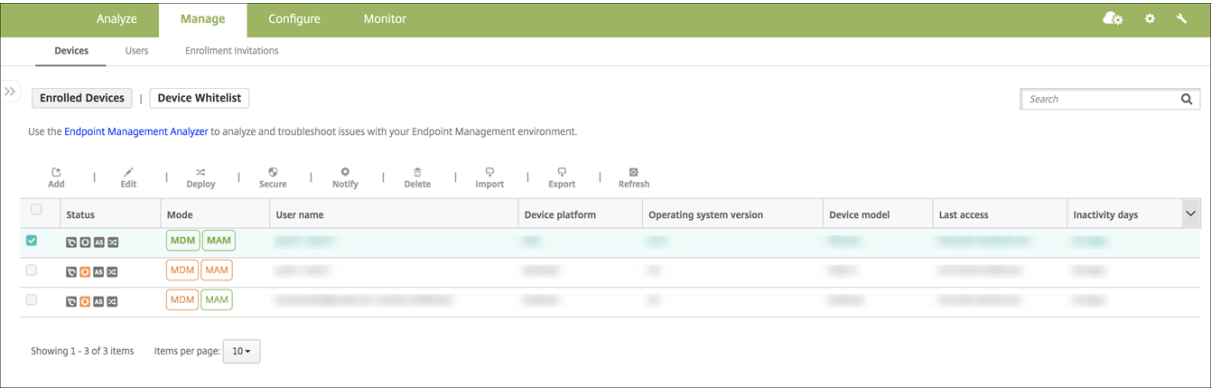 Analyze Manage Configure Monitor
Devices Users Enrollment Invitations
Enrolled Devices | Device Whitelist Search
Use the Endpoint Management Analyzer to analyze and troubleshoot issues with your Endpoint Management environment.
Add | Edit | Deploy | Secure | Notify | Delete | Import | Export | Refresh
Status Mode User name Device platform Operating system version Device model Last access Inactivity days
AS MDM MAM
AS MDM MAM
AS MDM MAM
Showing 1 - 3 of 3 items Items per page: 10